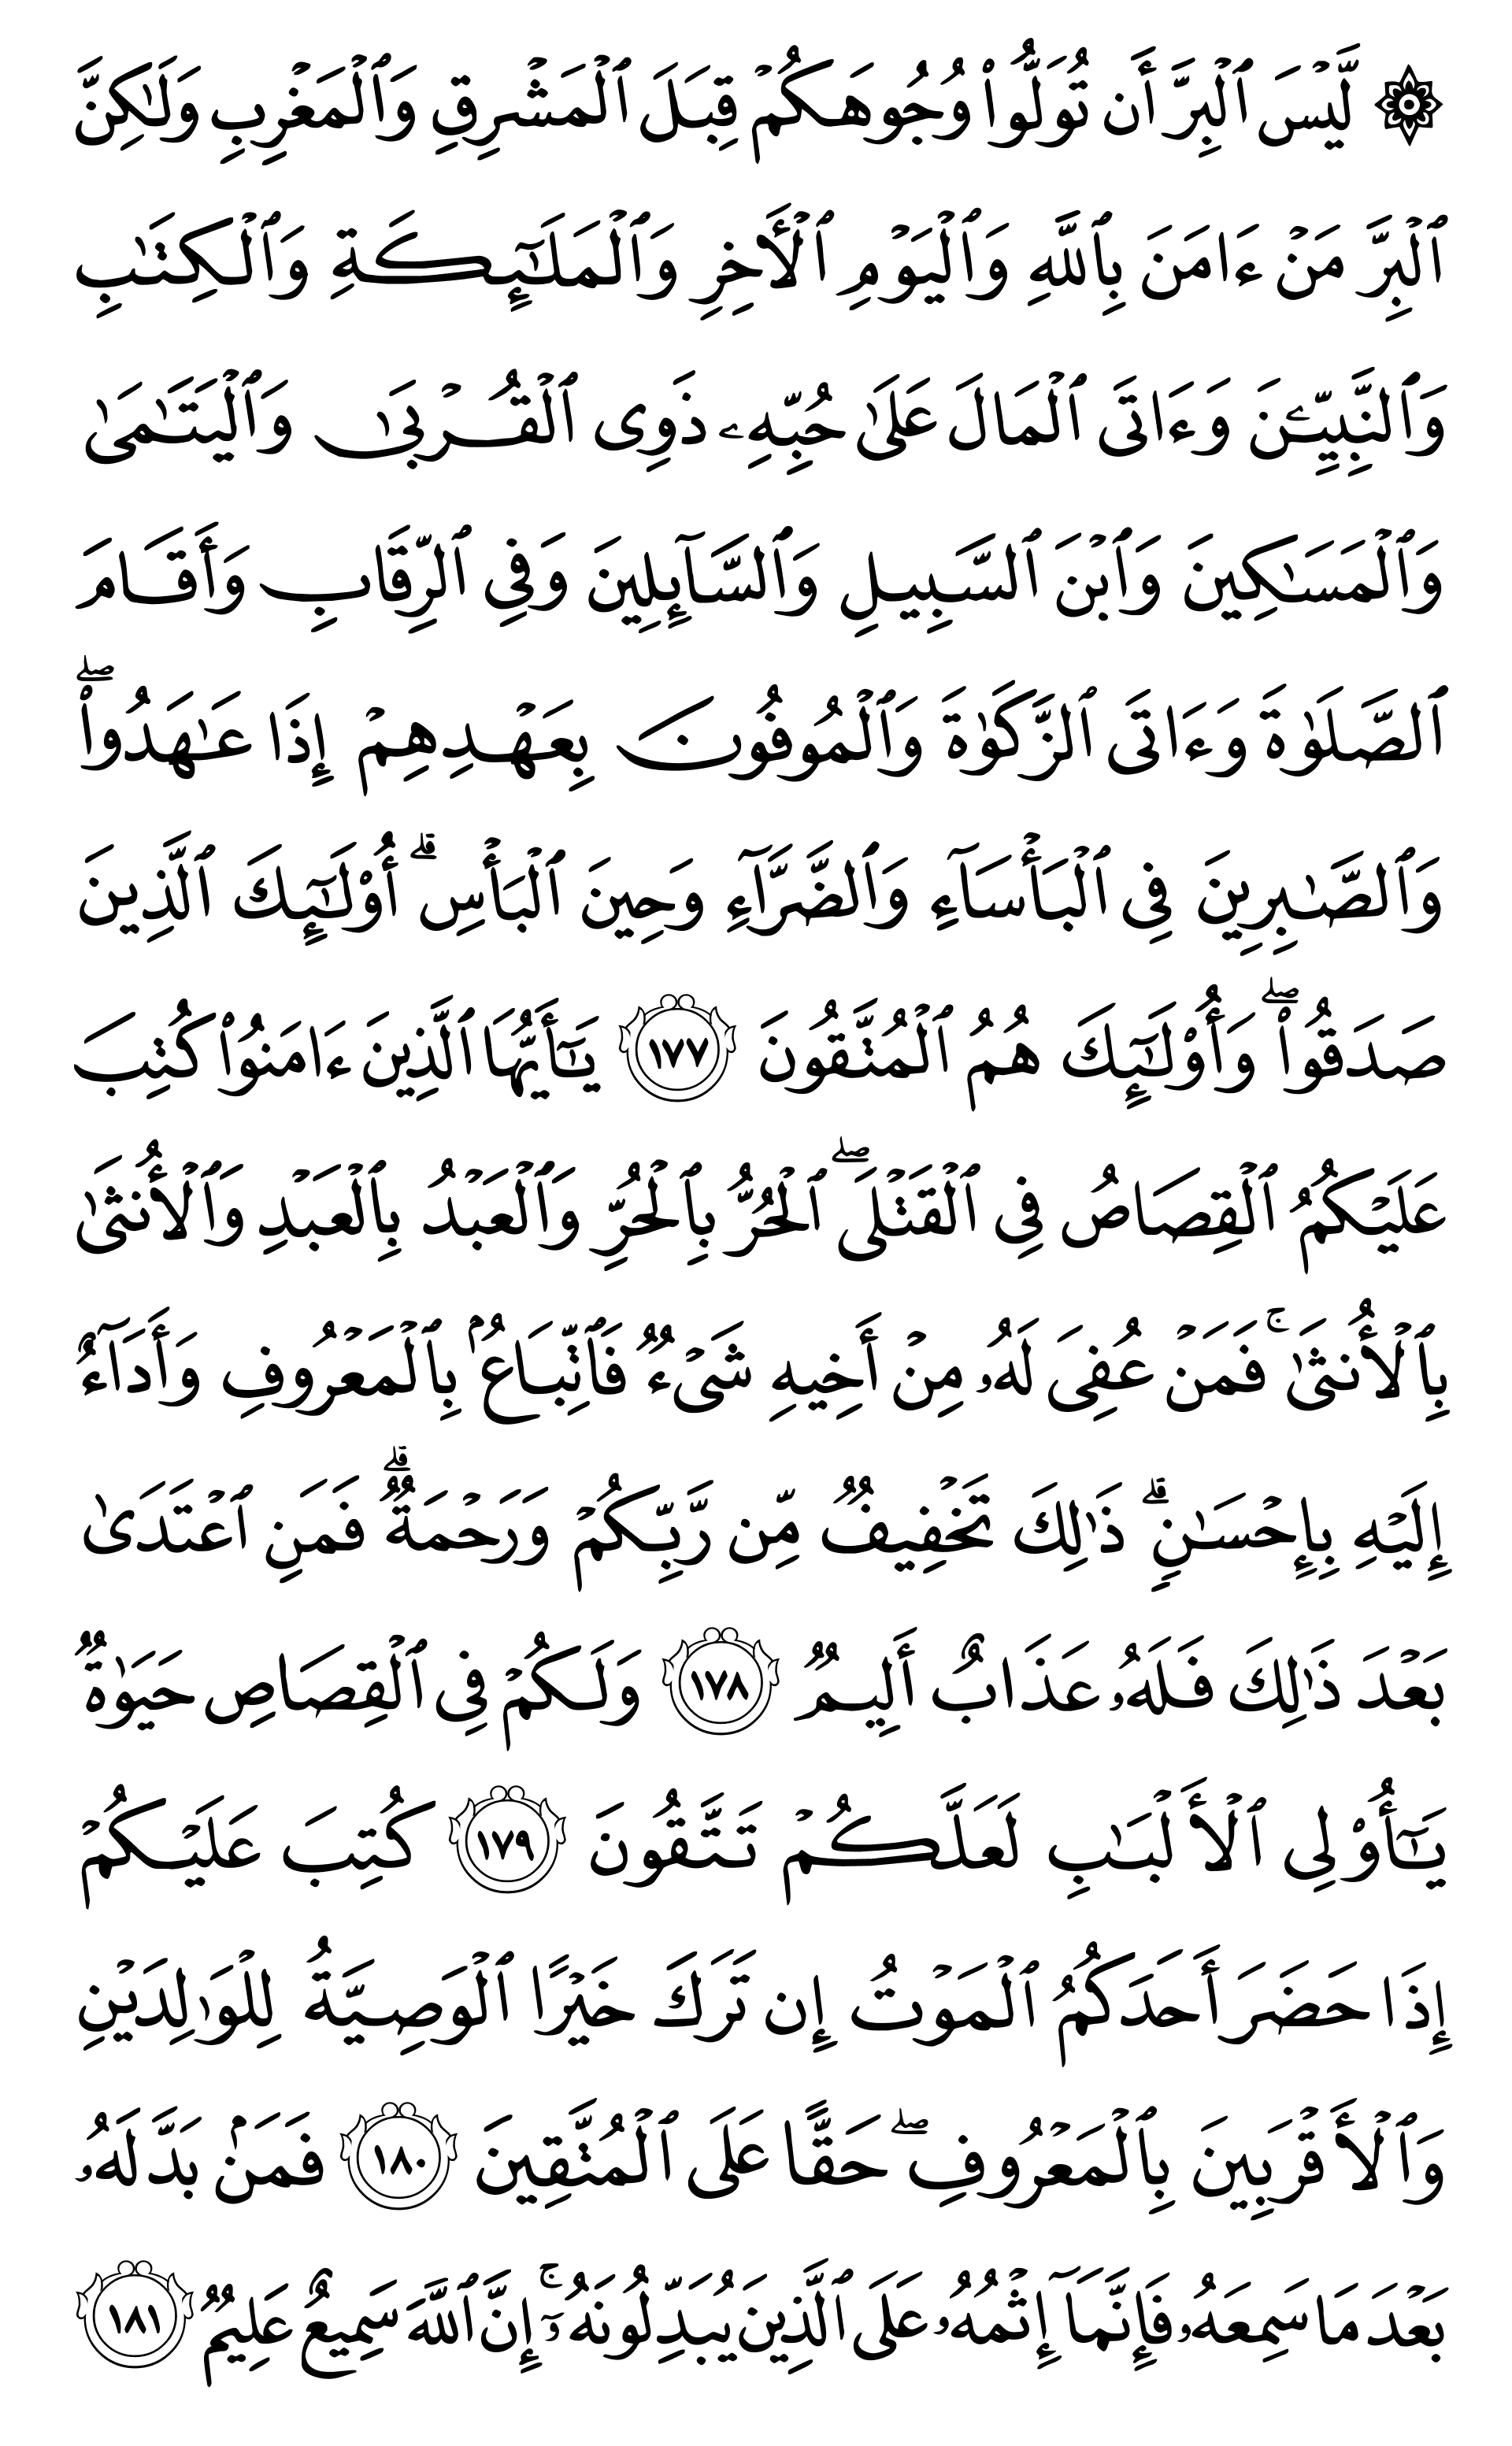 ۞ لَّيۡسَ ٱلۡبِرَّ أَن تُوَلُّواْ وُجُوهَكُمۡ قِبَلَ ٱلۡمَشۡرِقِ وَٱلۡمَغۡرِبِ وَلَٰكِنَّ
ٱلۡبِرَّ مَنۡ ءَامَنَ بِٱللَّهِ وَٱلۡيَوۡمِ ٱلۡأٓخِرِ وَٱلۡمَلَٰٓئِكَةِ وَٱلۡكِتَٰبِ
وَٱلنَّبِيِّـۧنَ وَءَاتَى ٱلۡمَالَ عَلَىٰ حُبِّهِۦ ذَوِي ٱلۡقُرۡبَىٰ وَٱلۡيَتَٰمَىٰ
وَٱلۡمَسَٰكِينَ وَٱبۡنَ ٱلسَّبِيلِ وَٱلسَّآئِلِينَ وَفِي ٱلرِّقَابِ وَأَقَامَ
ٱلصَّلَوٰةَ وَءَاتَى ٱلزَّكَوٰةَ وَٱلۡمُوفُونَ بِعَهۡدِهِمۡ إِذَا عَٰهَدُواْۖ
وَٱلصَّٰبِرِينَ فِي ٱلۡبَأۡسَآءِ وَٱلضَّرَّآءِ وَحِينَ ٱلۡبَأۡسِۗ أُوْلَٰٓئِكَ ٱلَّذِينَ
صَدَقُواْۖ وَأُوْلَٰٓئِكَ هُمُ ٱلۡمُتَّقُونَ ١٧٧ يَٰٓأَيُّهَا ٱلَّذِينَ ءَامَنُواْ كُتِبَ
عَلَيۡكُمُ ٱلۡقِصَاصُ فِي ٱلۡقَتۡلَىۖ ٱلۡحُرُّ بِٱلۡحُرِّ وَٱلۡعَبۡدُ بِٱلۡعَبۡدِ وَٱلۡأُنثَىٰ
بِٱلۡأُنثَىٰۚ فَمَنۡ عُفِيَ لَهُۥ مِنۡ أَخِيهِ شَيۡءٞ فَٱتِّبَاعُۢ بِٱلۡمَعۡرُوفِ وَأَدَآءٌ
إِلَيۡهِ بِإِحۡسَٰنٖۗ ذَٰلِكَ تَخۡفِيفٞ مِّن رَّبِّكُمۡ وَرَحۡمَةٞۗ فَمَنِ ٱعۡتَدَىٰ
بَعۡدَ ذَٰلِكَ فَلَهُۥ عَذَابٌ أَلِيمٞ ١٧٨ وَلَكُمۡ فِي ٱلۡقِصَاصِ حَيَوٰةٞ
يَٰٓأُوْلِي ٱلۡأَلۡبَٰبِ لَعَلَّكُمۡ تَتَّقُونَ ١٧٩ كُتِبَ عَلَيۡكُمۡ
إِذَا حَضَرَ أَحَدَكُمُ ٱلۡمَوۡتُ إِن تَرَكَ خَيۡرًا ٱلۡوَصِيَّةُ لِلۡوَٰلِدَيۡنِ
وَٱلۡأَقۡرَبِينَ بِٱلۡمَعۡرُوفِۖ حَقًّا عَلَى ٱلۡمُتَّقِينَ ١٨٠ فَمَنۢ بَدَّلَهُۥ
بَعۡدَ مَا سَمِعَهُۥ فَإِنَّمَآ إِثۡمُهُۥ عَلَى ٱلَّذِينَ يُبَدِّلُونَهُۥٓۚ إِنَّ ٱللَّهَ سَمِيعٌ عَلِيمٞ ١٨١